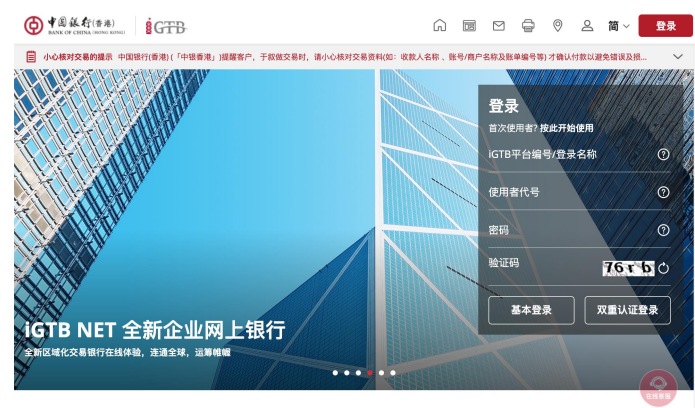 中国银行(香港)
BANK OF CHINA (HONG KONG)
iGTB
简
登录
小心核对交易的提示 中国银行(香港) (「中银香港」)提醒客户，于叙做交易时，请小心核对交易资料(如：收款人名称 、账号/商户名称及账单编号等) 才确认付款以避免错误及损...
登录
首次使用者? 按此开始使用
iGTB平台编号/登录名称
使用者代号
密码
验证码
76rb
基本登录
双重认证登录
iGTB NET 全新企业网上银行
全新区域化交易银行在线体验，连通全球，运筹帷幄
在线客服